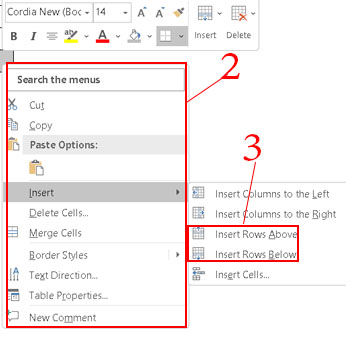 Cordia New (Boc 14
B I Insert Delete
2
Search the menus
Cut
Copy
Paste Options:
3
Insert
Insert Columns to the Left
Delete Cells...
Insert Columns to the Right
Merge Cells
Insert Rows Above
Border Styles
Insert Rows Below
Text Direction...
Insert Cells...
Table Properties...
New Comment